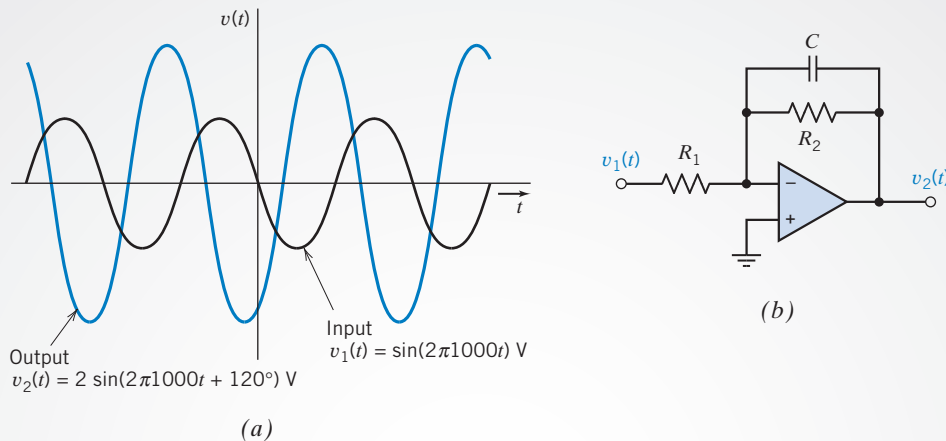 v(t)
t
Input
v₁(t) = sin(2π1000t) V
Output
v₂(t) = 2 sin(2π1000t + 120°) V
(a)
C
R₂
v₁(t)
R₁
v₂(t)
−
+
(b)